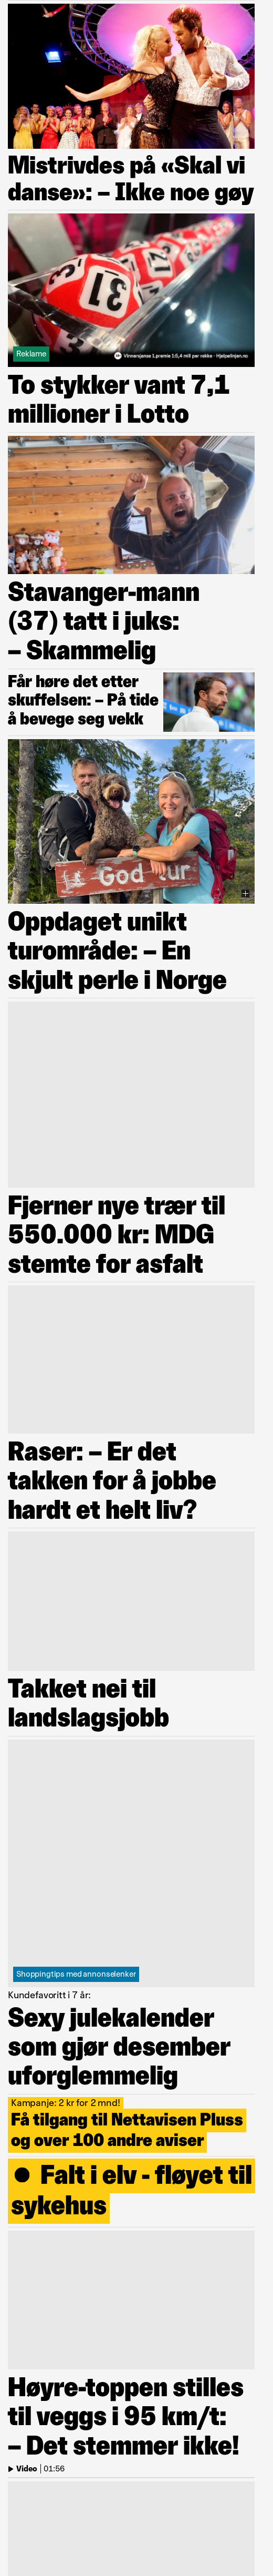 Mistrivdes på «Skal vi
danse»: – Ikke noe gøy
31
Reklame
Vinnersjanse 1.premie 1:5,4 mill per rekke - Hjelpelinjen.no
To stykker vant 7,1
millioner i Lotto
Stavanger-mann
(37) tatt i juks:
– Skammelig
Får høre det etter
skuffelsen: – På tide
å bevege seg vekk
God tur
Oppdaget unikt
turområde: – En
skjult perle i Norge
Fjerner nye trær til
550.000 kr: MDG
stemte for asfalt
Raser: – Er det
takken for å jobbe
hardt et helt liv?
Takket nei til
landslagsjobb
Shoppingtips med annonselenker
Kundefavoritt i 7 år:
Sexy julekalender
som gjør desember
uforglemmelig
Kampanje: 2 kr for 2 mnd!
Få tilgang til Nettavisen Pluss
og over 100 andre aviser
Falt i elv - fløyet til
sykehus
Høyre-toppen stilles
til veggs i 95 km/t:
– Det stemmer ikke!
Video 01:56